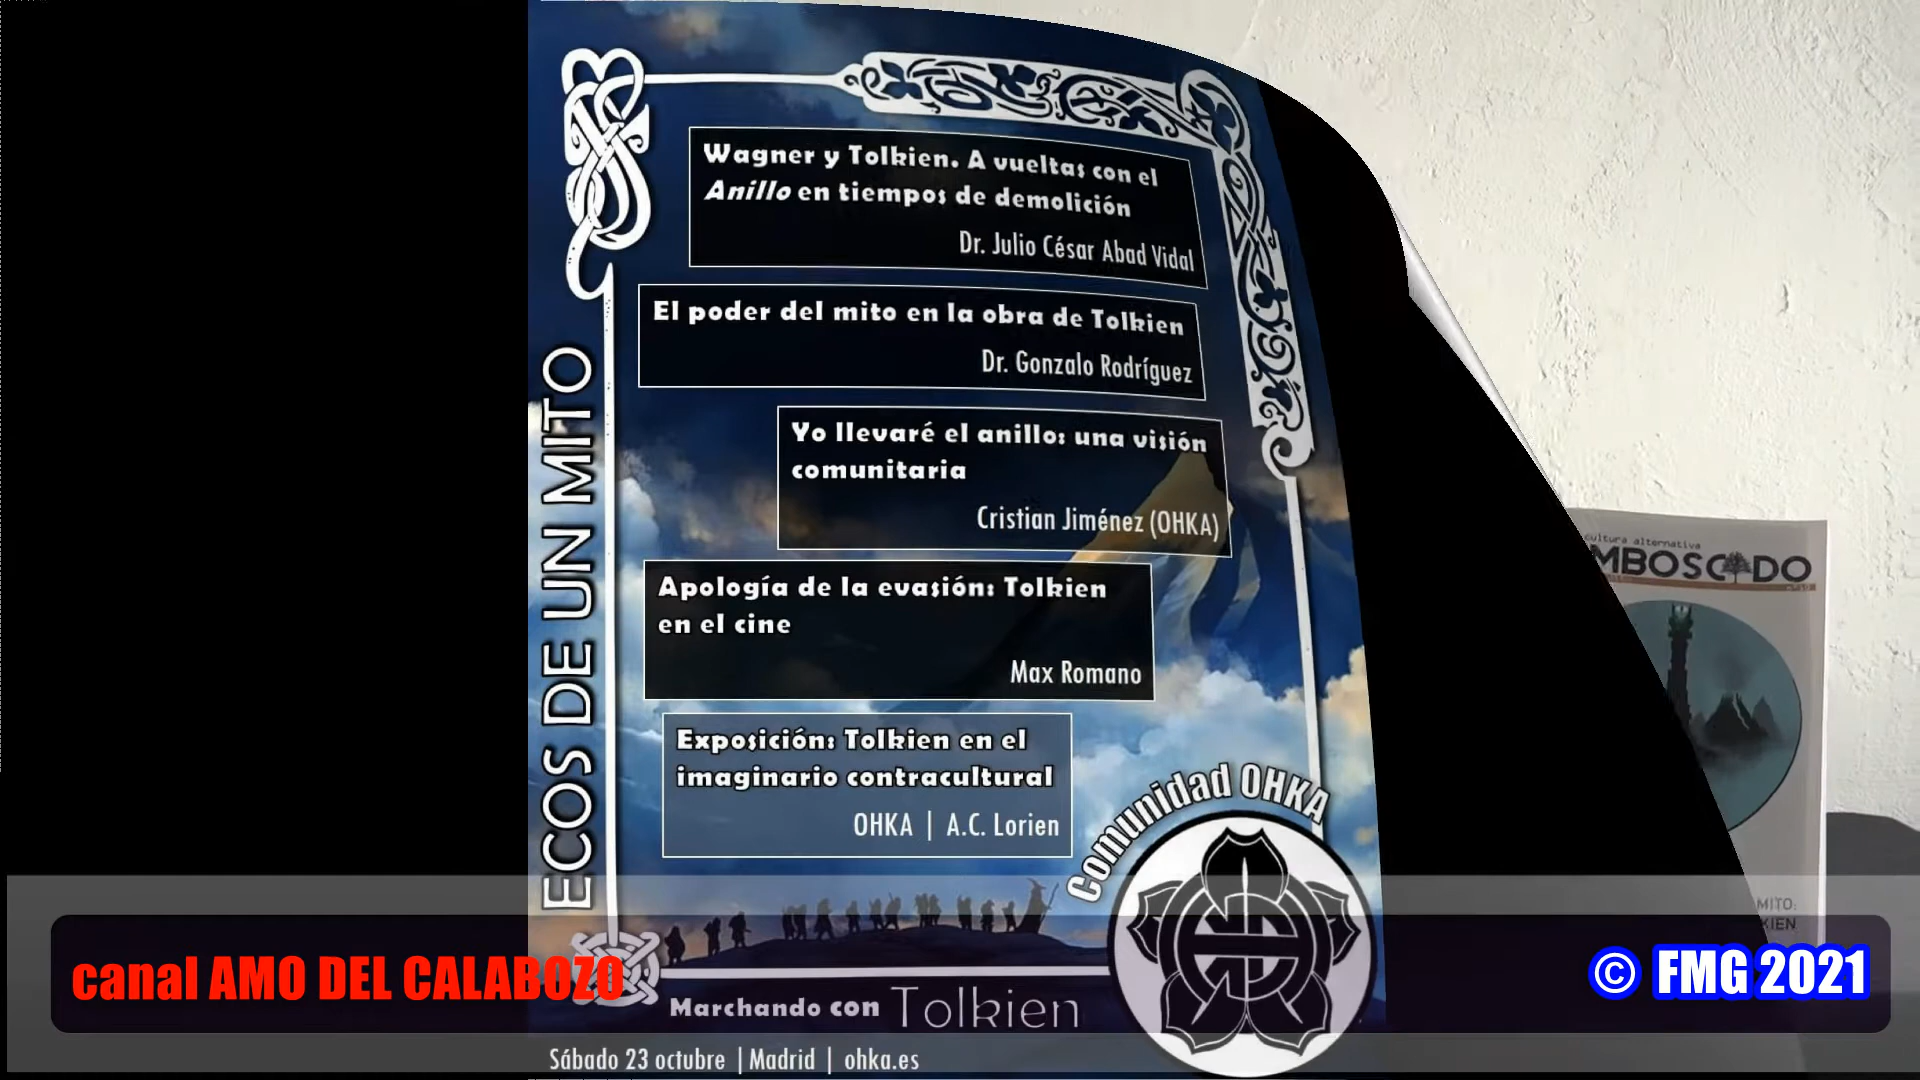 ECOS DE UN MITO
Wagner y Tolkien. A vueltas con el
Anillo en tiempos de demolición
Dr. Julio César Abad Vidal
El poder del mito en la obra de Tolkien
Dr. Gonzalo Rodríguez
Yo llevaré el anillo: una visión
comunitaria
Cristian Jiménez (OHKA)
Apología de la evasión: Tolkien
en el cine
Max Romano
Exposición: Tolkien en el
imaginario contracultural
OHKA | A.C. Lorien
Comunidad OHKA
Marchando con Tolkien
Sábado 23 octubre | Madrid | ohka.es
cultura alternativa
MBOSCADO
MITO:
KIEN
canal AMO DEL CALABOZO
© FMG 2021